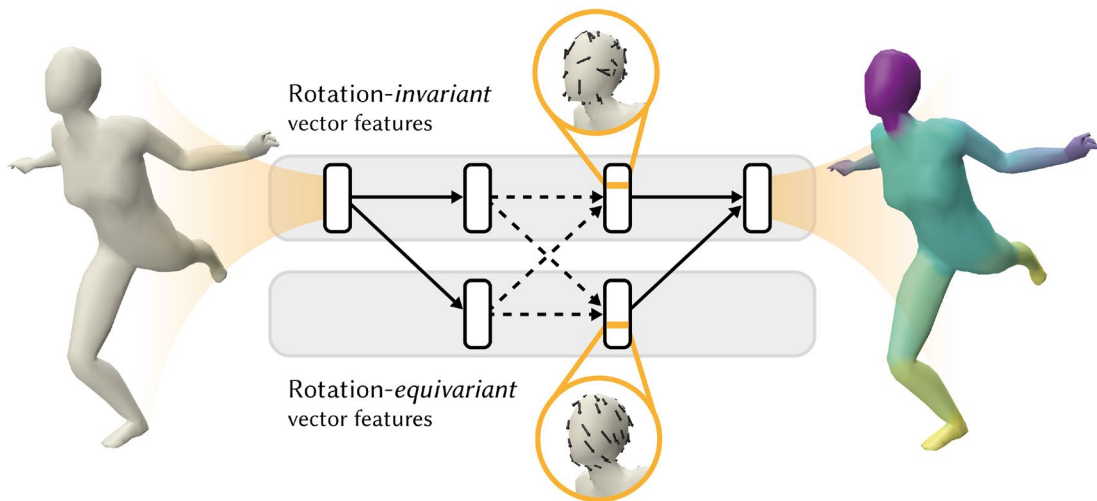 Rotation-invariant
vector features
Rotation-equivariant
vector features